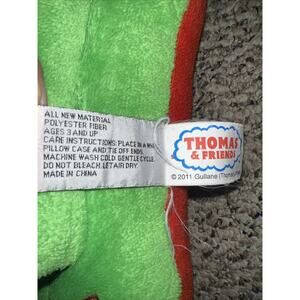 ALL NEW MATERIAL
POLYESTER FIBER
AGES 3 AND UP
CARE INSTRUCTIONS: PLACE IN A
PILLOW CASE AND TIE OFF ENDS.
MACHINE WASH COLD GENTLE CYCLE
DO NOT BLEACH. LET AIR DRY.
MADE IN CHINA
THOMAS
& FRIENDS
© 2011 Gullane (Thomas)